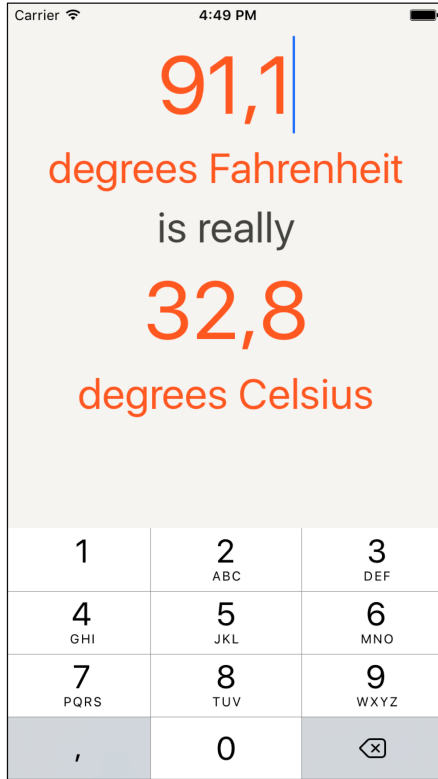 Carrier 4:49 PM
91,1
degrees Fahrenheit
is really
32,8
degrees Celsius
1 2 3
ABC DEF
4 5 6
GHI JKL MNO
7 8 9
PQRS TUV WXYZ
, 0